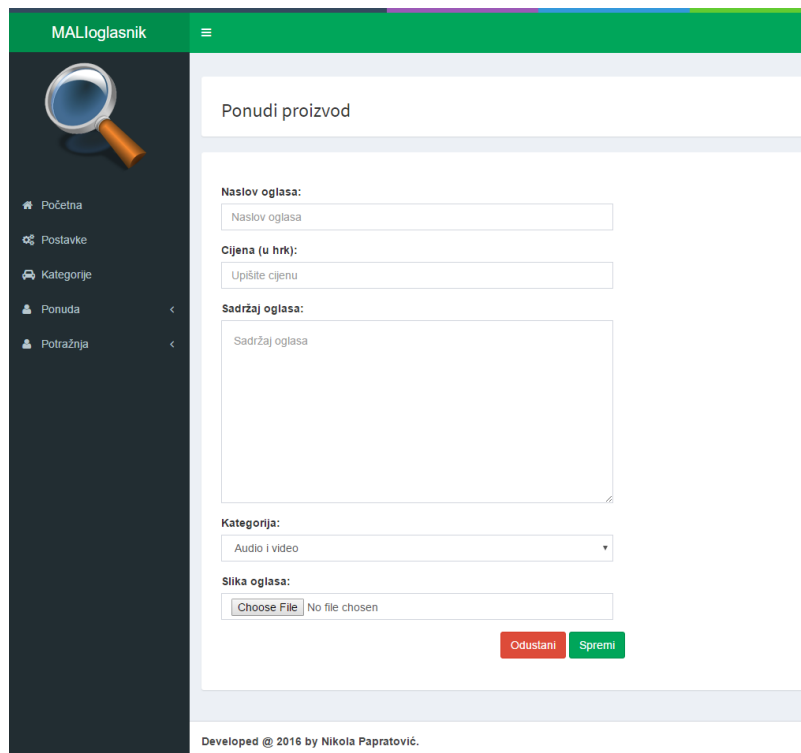 MALIoglasnik
Početna
Postavke
Kategorije
Ponuda
Potražnja
Ponudi proizvod
Naslov oglasa:
Naslov oglasa
Cijena (u hrk):
Upišite cijenu
Sadržaj oglasa:
Sadržaj oglasa
Kategorija:
Audio i video
Slika oglasa:
Choose File No file chosen
Odustani Spremi
Developed @ 2016 by Nikola Papratović.